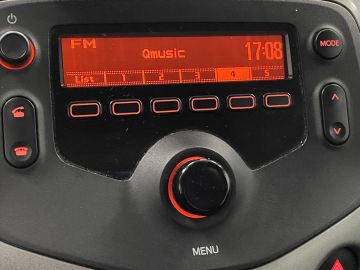 FM
Qmusic
17:08
MODE
List 1 2 3 4 5
MENU